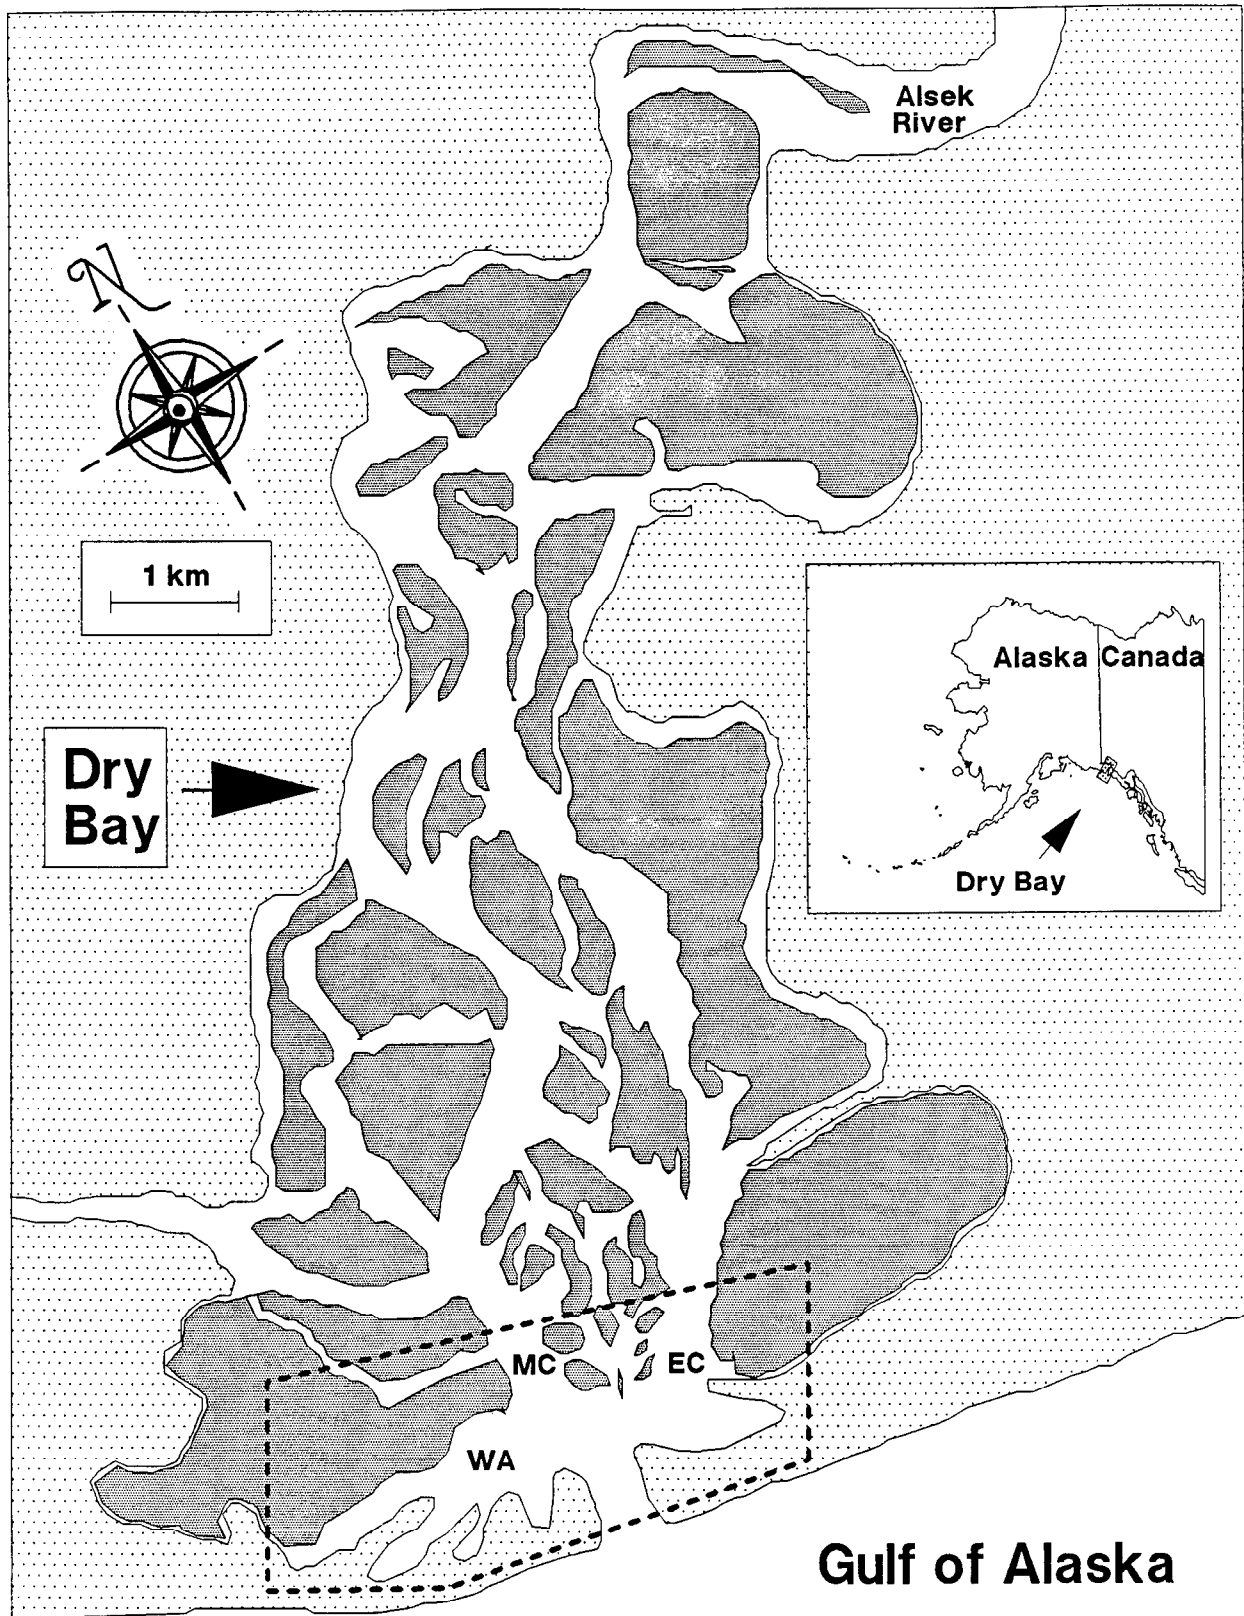 Alsek
River
N
1 km
Alaska Canada
Dry Bay
Dry
Bay
MC
EC
WA
Gulf of Alaska